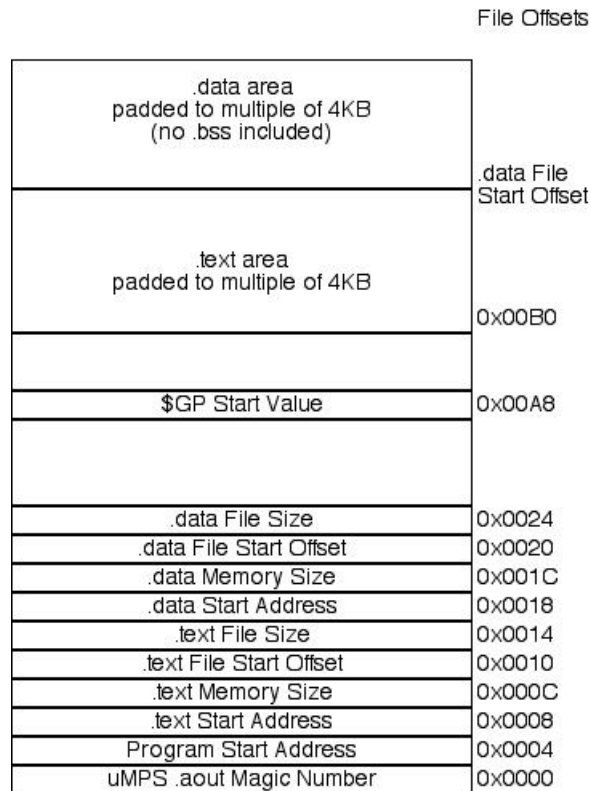 File Offsets
.data area
padded to multiple of 4KB
(no .bss included)
.data File
Start Offset
.text area
padded to multiple of 4KB
0x00B0
$GP Start Value 0x00A8
.data File Size 0x0024
.data File Start Offset 0x0020
.data Memory Size 0x001C
.data Start Address 0x0018
.text File Size 0x0014
.text File Start Offset 0x0010
.text Memory Size 0x000C
.text Start Address 0x0008
Program Start Address 0x0004
uMPS .aout Magic Number 0x0000